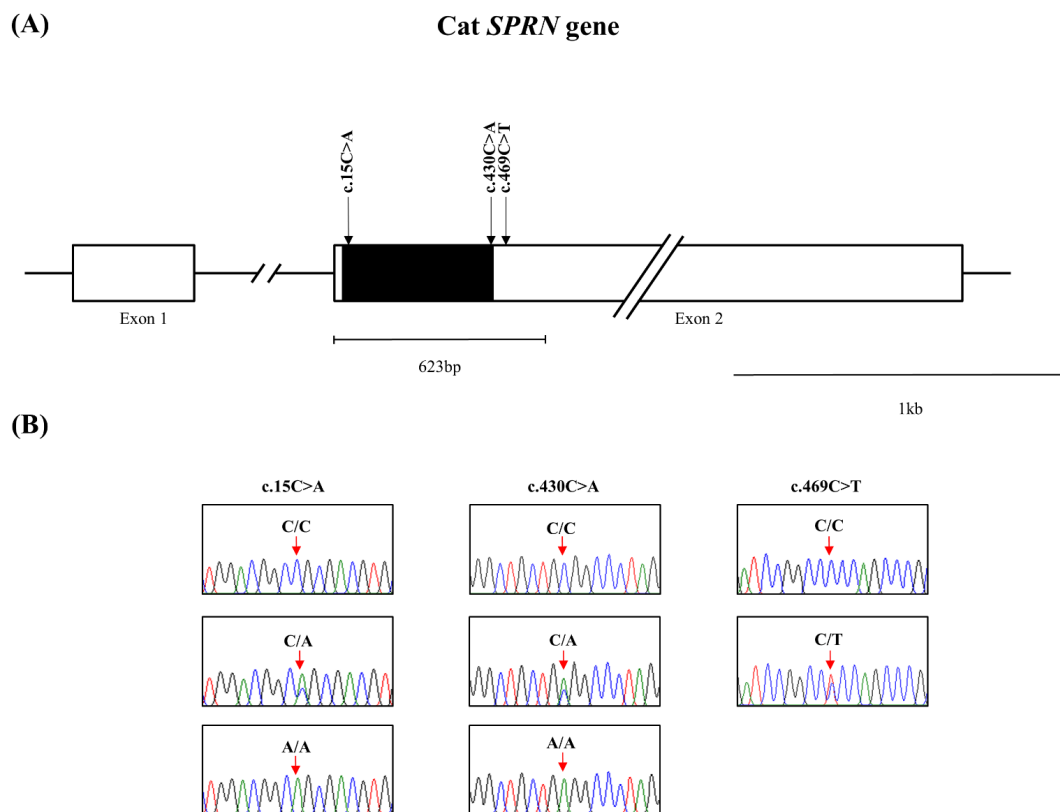 (A)
Cat SPRN gene
c.15C>A
c.430C>A
c.469C>T
Exon 1
Exon 2
623bp
1kb
(B)
c.15C>A
c.430C>A
c.469C>T
C/C
C/C
C/C
C/A
C/A
C/T
A/A
A/A